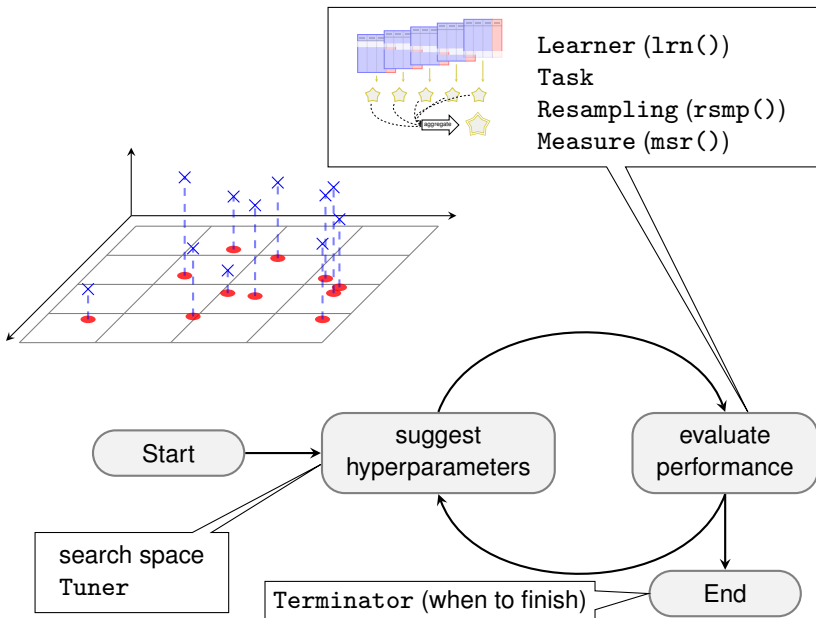 Learner (lrn())
Task
Resampling (rsmp())
Measure (msr())
aggregate
Start
suggest
hyperparameters
evaluate
performance
search space
Tuner
Terminator (when to finish)
End